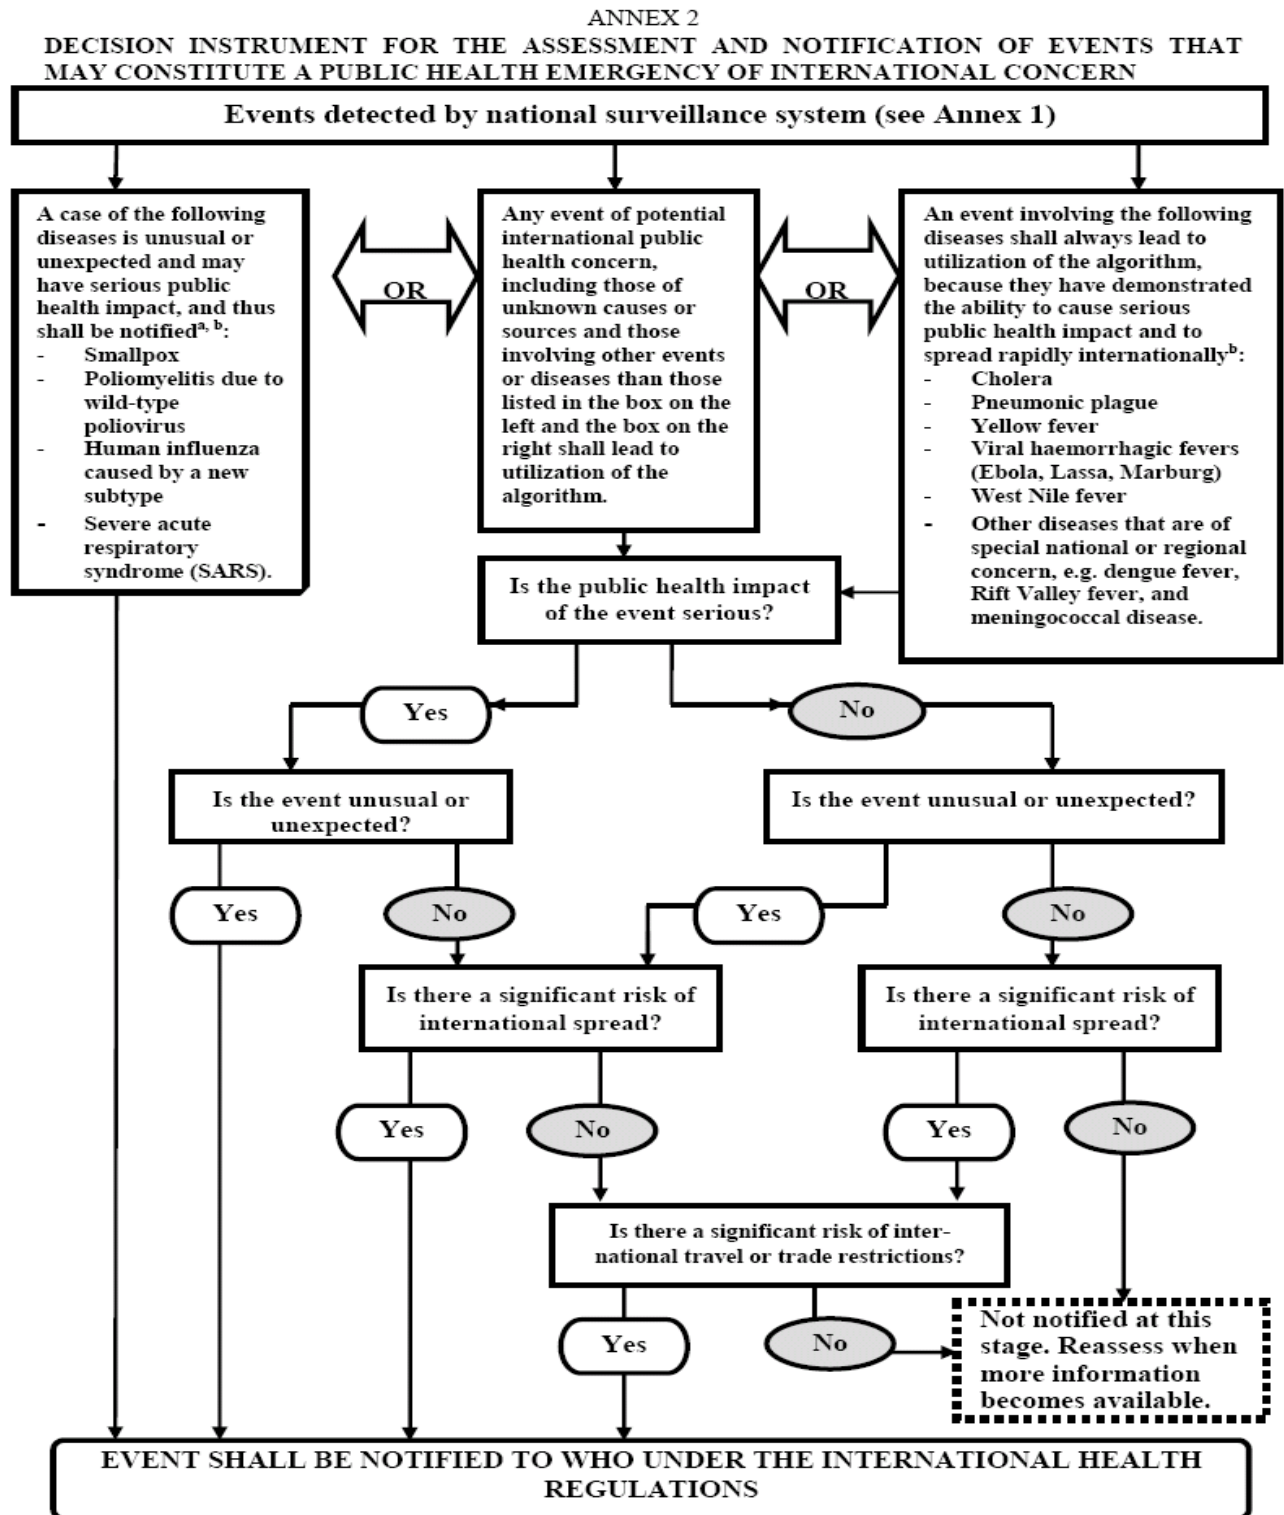 ANNEX 2
DECISION INSTRUMENT FOR THE ASSESSMENT AND NOTIFICATION OF EVENTS THAT
MAY CONSTITUTE A PUBLIC HEALTH EMERGENCY OF INTERNATIONAL CONCERN
Events detected by national surveillance system (see Annex 1)
A case of the following
diseases is unusual or
unexpected and may
have serious public
health impact, and thus
shall be notifiedᵃ, ᵇ:
- Smallpox
- Poliomyelitis due to
wild-type
poliovirus
- Human influenza
caused by a new
subtype
- Severe acute
respiratory
syndrome (SARS).
OR
Any event of potential
international public
health concern,
including those of
unknown causes or
sources and those
involving other events
or diseases than those
listed in the box on the
left and the box on the
right shall lead to
utilization of the
algorithm.
OR
An event involving the following
diseases shall always lead to
utilization of the algorithm,
because they have demonstrated
the ability to cause serious
public health impact and to
spread rapidly internationallyᵇ:
- Cholera
- Pneumonic plague
- Yellow fever
- Viral haemorrhagic fevers
(Ebola, Lassa, Marburg)
- West Nile fever
- Other diseases that are of
special national or regional
concern, e.g. dengue fever,
Rift Valley fever, and
meningococcal disease.
Is the public health impact
of the event serious?
Yes
No
Is the event unusual or
unexpected?
Is the event unusual or unexpected?
Yes
No
Yes
No
Is there a significant risk of
international spread?
Is there a significant risk of
international spread?
Yes
No
Yes
No
Is there a significant risk of inter-
national travel or trade restrictions?
Yes
No
Not notified at this
stage. Reassess when
more information
becomes available.
EVENT SHALL BE NOTIFIED TO WHO UNDER THE INTERNATIONAL HEALTH
REGULATIONS